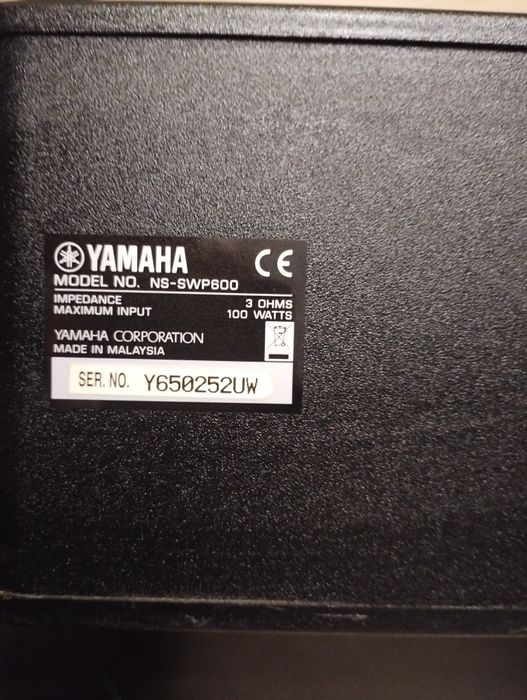 YAMAHA CE
MODEL NO. NS-SWP600
IMPEDANCE 3 OHMS
MAXIMUM INPUT 100 WATTS
YAMAHA CORPORATION
MADE IN MALAYSIA
SER. NO. Y650252UW